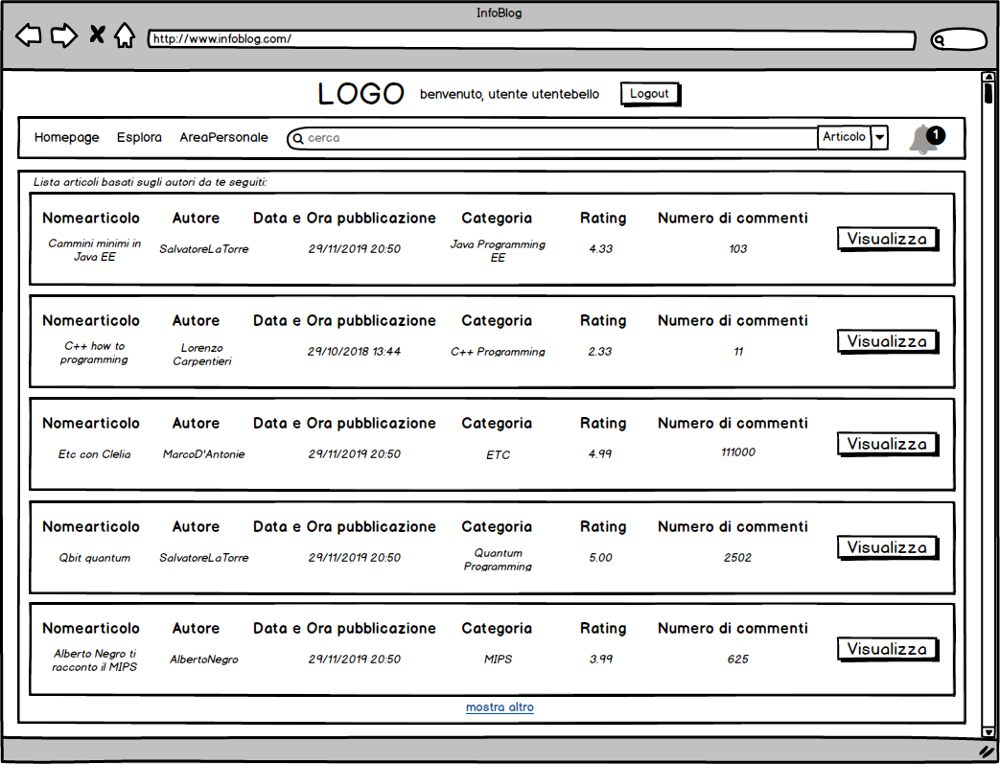 InfoBlog
http://www.infoblog.com/
LOGO benvenuto, utente utentebello Logout
Homepage Esplora AreaPersonale cerca Articolo 1
Lista articoli basati sugli autori da te seguiti:
Nomearticolo Autore Data e Ora pubblicazione Categoria Rating Numero di commenti
Cammini minimi in Java EE SalvatoreLaTorre 29/11/2019 20:50 Java Programming EE 4.33 103 Visualizza
Nomearticolo Autore Data e Ora pubblicazione Categoria Rating Numero di commenti
C++ how to programming Lorenzo Carpentieri 29/10/2018 13:44 C++ Programming 2.33 11 Visualizza
Nomearticolo Autore Data e Ora pubblicazione Categoria Rating Numero di commenti
Etc con Clelia MarcoD'Antonie 29/11/2019 20:50 ETC 4.99 111000 Visualizza
Nomearticolo Autore Data e Ora pubblicazione Categoria Rating Numero di commenti
Qbit quantum SalvatoreLaTorre 29/11/2019 20:50 Quantum Programming 5.00 2502 Visualizza
Nomearticolo Autore Data e Ora pubblicazione Categoria Rating Numero di commenti
Alberto Negro ti racconto il MIPS AlbertoNegro 29/11/2019 20:50 MIPS 3.99 625 Visualizza
mostra altro